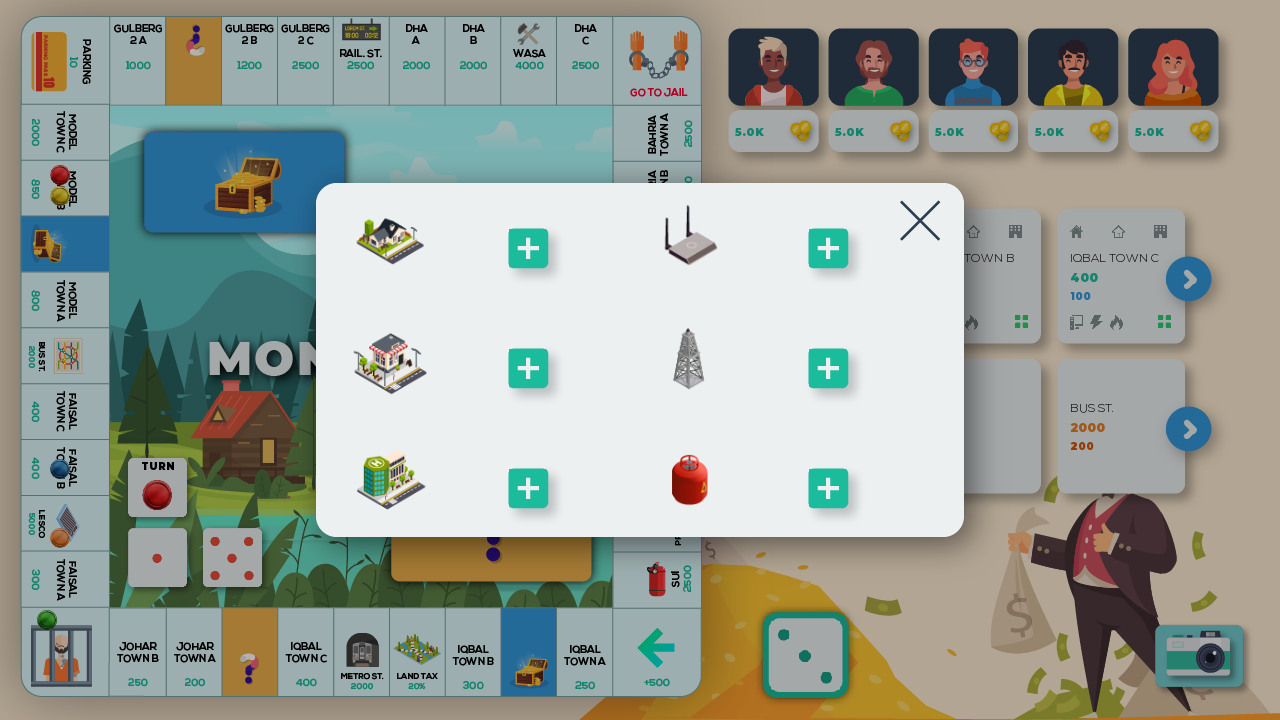 PARKING
10
PARKING PASS
10
GULBERG
2 A
1000
GULBERG
2 B
1200
GULBERG
2 C
2500
RAIL. ST.
2500
DHA
A
2000
DHA
B
2000
WASA
4000
DHA
C
2500
GO TO JAIL
MODEL
TOWN C
2000
MODEL
B
850
MODEL
TOWN A
800
BUS ST.
2000
FAISAL
TOWN C
400
FAISAL
B
400
LESCO
5000
FAISAL
TOWN A
300
BAHRIA
TOWN A
2500
SUI
2500
MON
TURN
JOHAR
TOWN B
250
JOHAR
TOWN A
200
IQBAL
TOWN C
400
METRO ST.
2000
LAND TAX
20%
IQBAL
TOWN B
300
IQBAL
TOWN A
250
+500
5.0K
5.0K
5.0K
5.0K
5.0K
TOWN B
IQBAL TOWN C
400
100
BUS ST.
2000
200
$